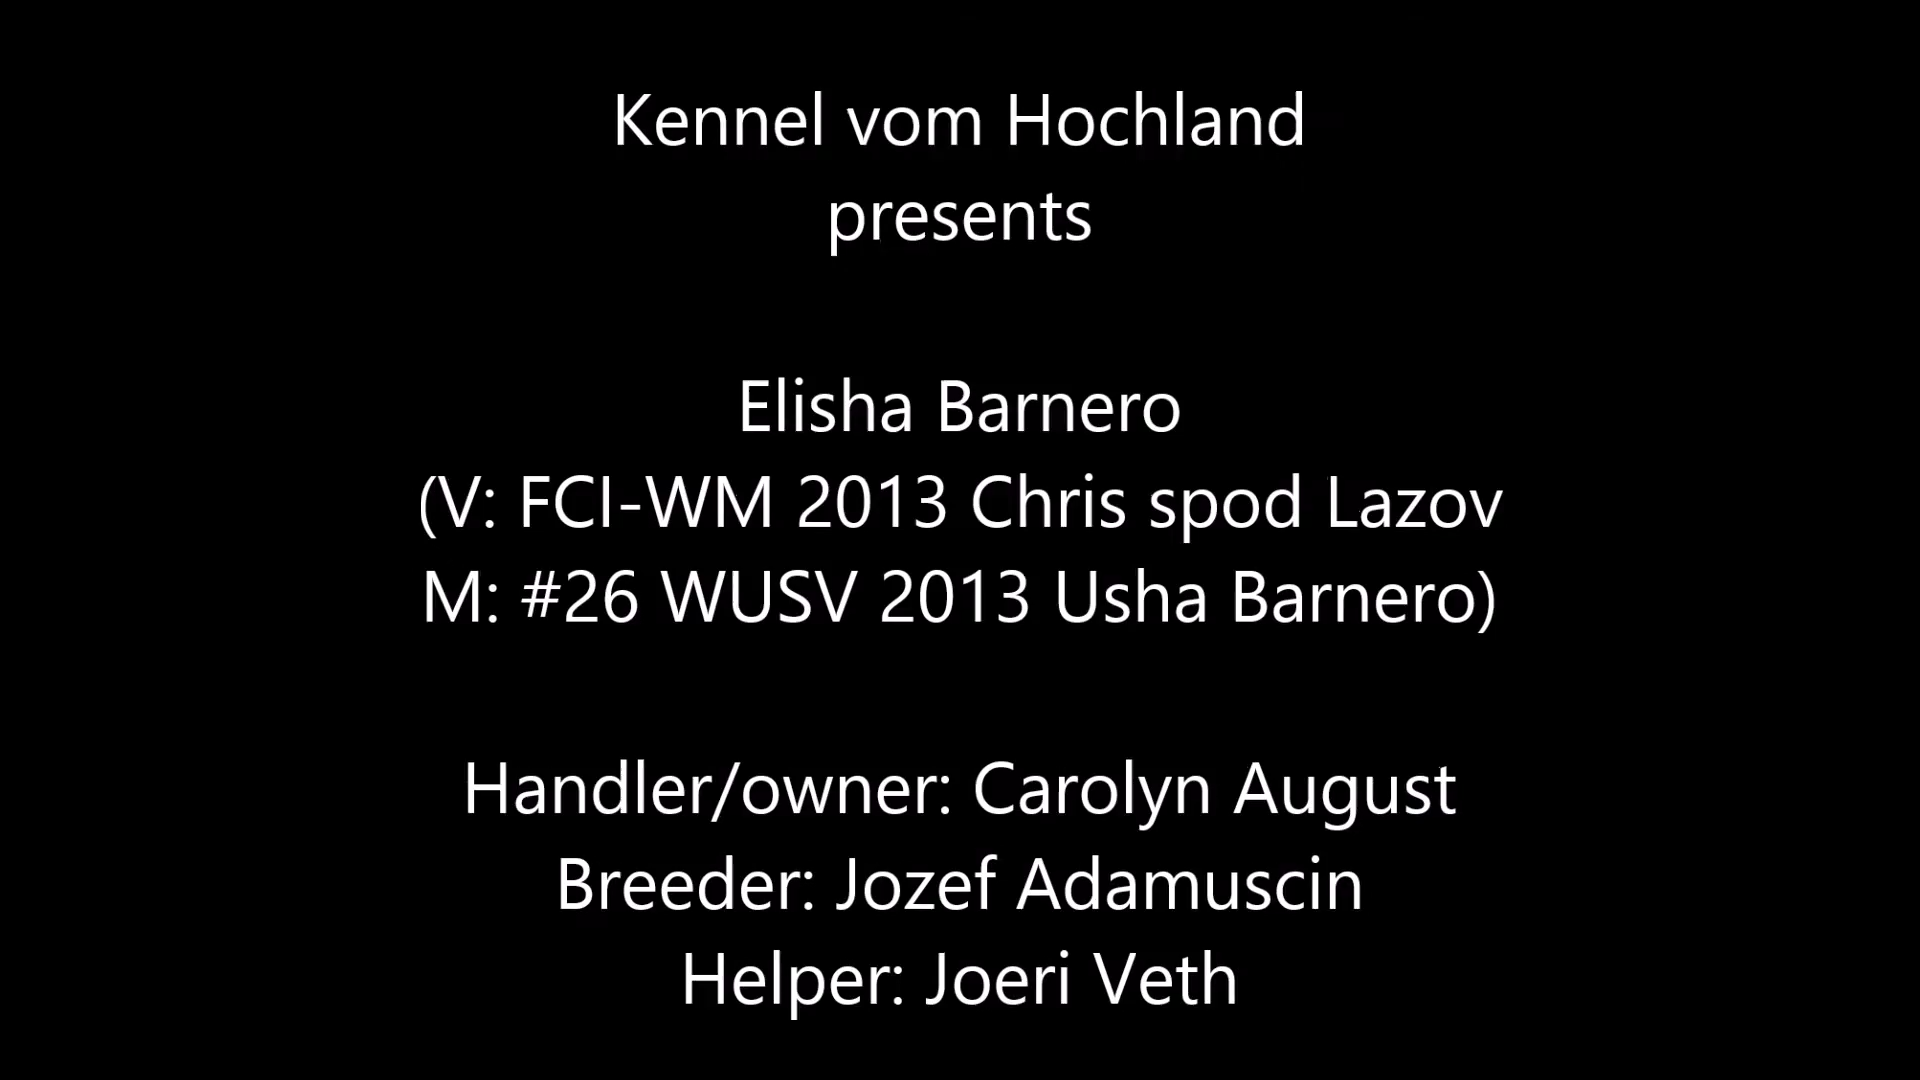 Kennel vom Hochland
presents
Elisha Barnero
(V: FCI-WM 2013 Chris spod Lazov
M: #26 WUSV 2013 Usha Barnero)
Handler/owner: Carolyn August
Breeder: Jozef Adamuscin
Helper: Joeri Veth